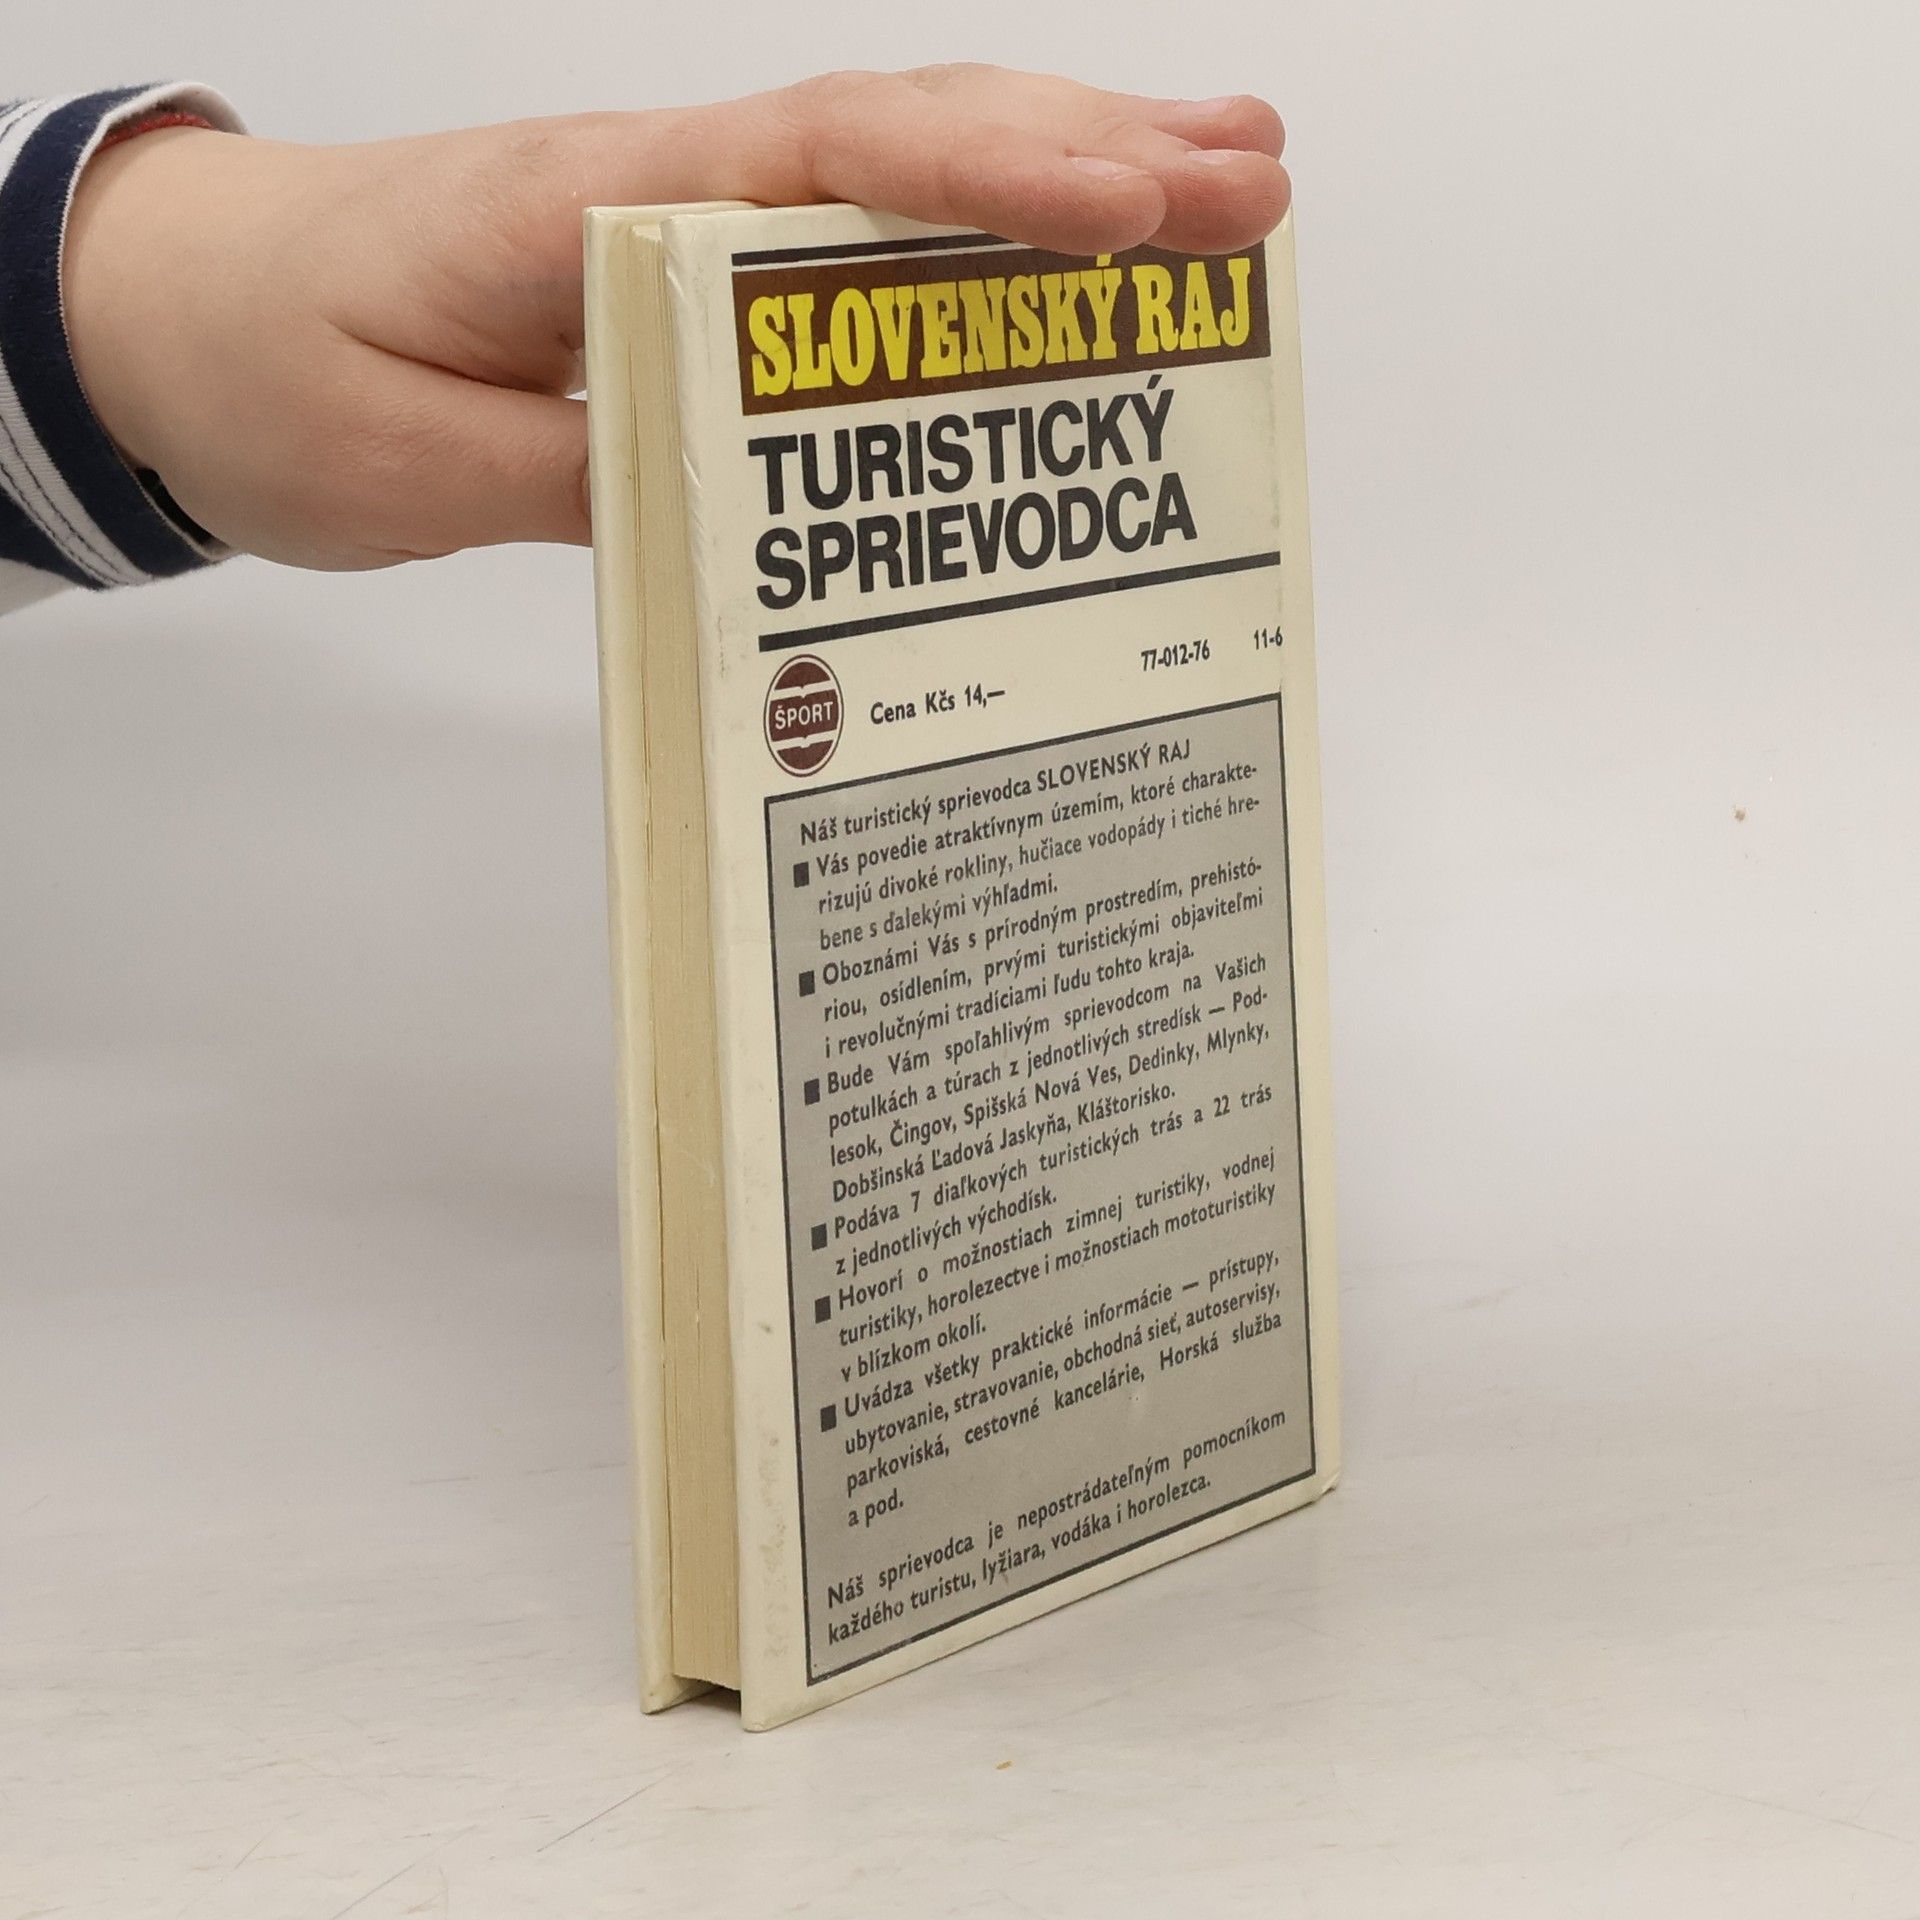 SLOVENSKÝ RAJ
TURISTICKÝ
SPRIEVODCA
77-012-76 11-6
ŠPORT
Cena Kčs 14,—
Náš turistický sprievodca SLOVENSKÝ RAJ
■ Vás povedie atraktívnym územím, ktoré charakte-
rizujú divoké rokliny, hučiace vodopády i tiché hre-
bene s ďalekými výhľadmi.
■ Oboznámi Vás s prírodným prostredím, prehistó-
riou, osídlením, prvými turistickými objaviteľmi
i revolučnými tradíciami ľudu tohto kraja.
■ Bude Vám spoľahlivým sprievodcom na Vašich
potulkách a túrach z jednotlivých stredísk — Pod-
lesok, Čingov, Spišská Nová Ves, Dedinky, Mlynky,
Dobšinská Ľadová Jaskyňa, Kláštorisko.
■ Podáva 7 diaľkových turistických trás a 22 trás
z jednotlivých východísk.
■ Hovorí o možnostiach zimnej turistiky, vodnej
turistiky, horolezectve i možnostiach mototuristiky
v blízkom okolí.
■ Uvádza všetky praktické informácie — prístupy,
ubytovanie, stravovanie, obchodná sieť, autoservisy,
parkoviská, cestovné kancelárie, Horská služba
a pod.
Náš sprievodca je nepostrádateľným pomocníkom
každého turistu, lyžiara, vodáka i horolezca.